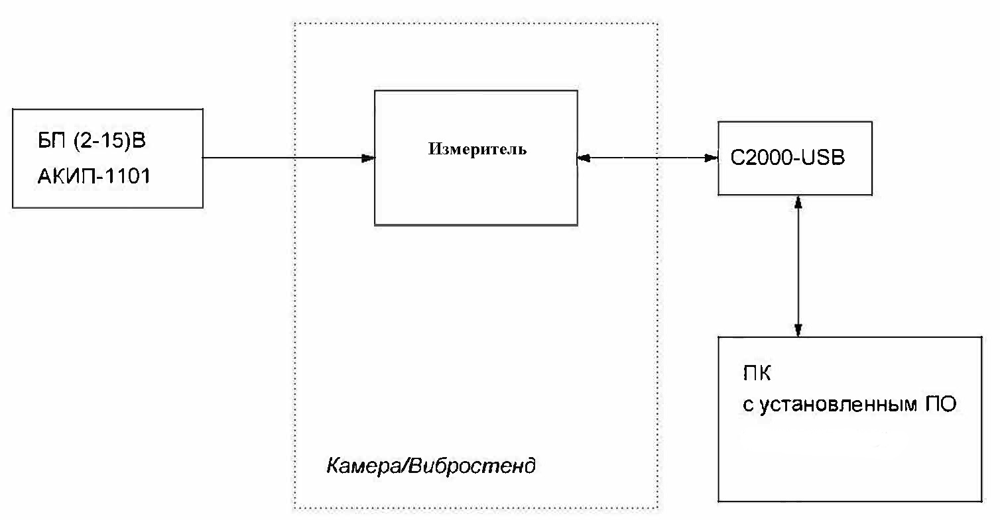 БП (2-15)В
АКИП-1101
Измеритель
С2000-USB
ПК
с установленным ПО
Камера/Вибростенд